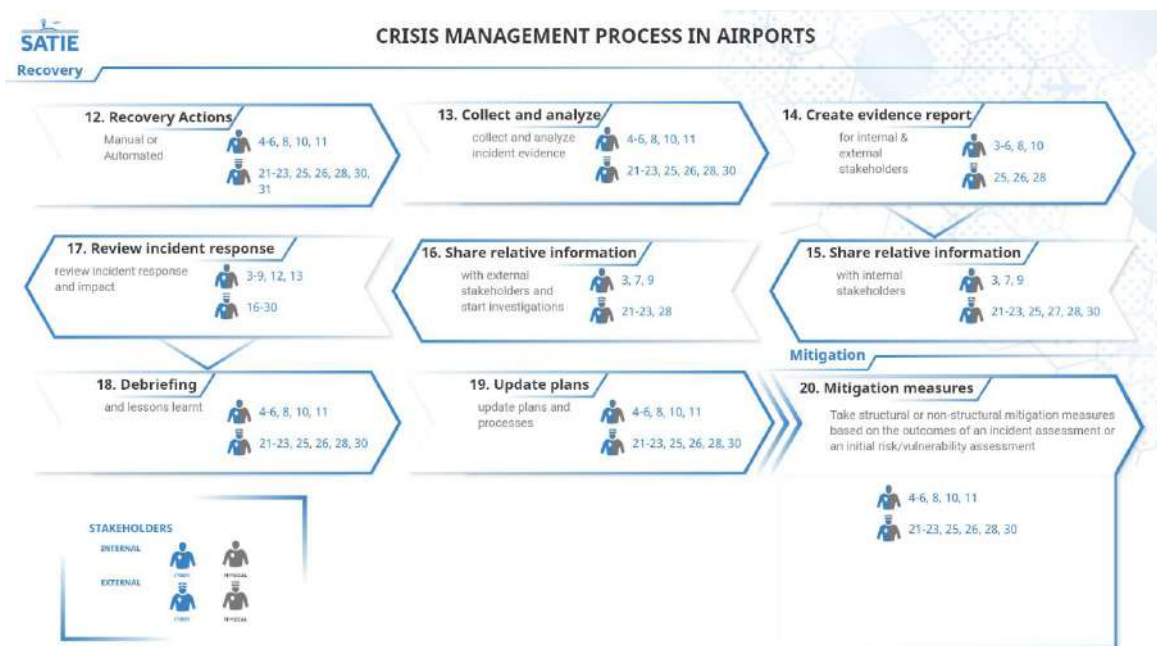 SATIE
CRISIS MANAGEMENT PROCESS IN AIRPORTS
Recovery
12. Recovery Actions
Manual or
Automated
4-6, 8, 10, 11
21-23, 25, 26, 28, 30,
31
13. Collect and analyze
collect and analyze
incident evidence
4-6, 8, 10, 11
21-23, 25, 26, 28, 30
14. Create evidence report
for internal &
external
stakeholders
3-6, 8, 10
25, 26, 28
17. Review incident response
review incident response
and impact
3-9, 12, 13
16-30
16. Share relative information
with external
stakeholders and
start investigations
3, 7, 9
21-23, 28
15. Share relative information
with internal
stakeholders
3, 7, 9
21-23, 25, 27, 28, 30
18. Debriefing
and lessons learnt
4-6, 8, 10, 11
21-23, 25, 26, 28, 30
19. Update plans
update plans and
processes
4-6, 8, 10, 11
21-23, 25, 26, 28, 30
Mitigation
20. Mitigation measures
Take structural or non-structural mitigation measures
based on the outcomes of an incident assessment or
an initial risk/vulnerability assessment
4-6, 8, 10, 11
21-23, 25, 26, 28, 30
STAKEHOLDERS
INTERNAL
CYBER
PHYSICAL
EXTERNAL
CYBER
PHYSICAL